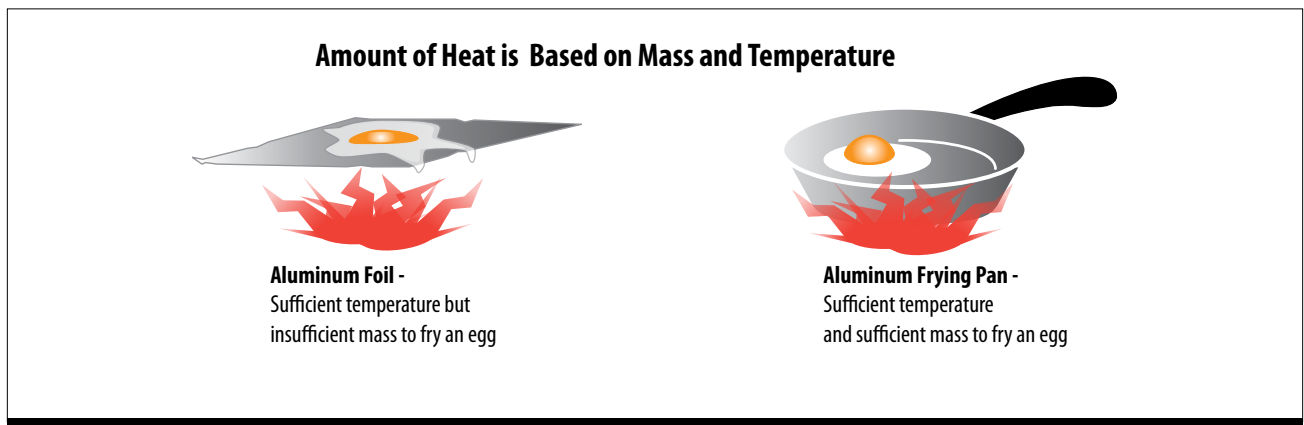 Amount of Heat is Based on Mass and Temperature
Aluminum Foil -
Sufficient temperature but
insufficient mass to fry an egg
Aluminum Frying Pan -
Sufficient temperature
and sufficient mass to fry an egg